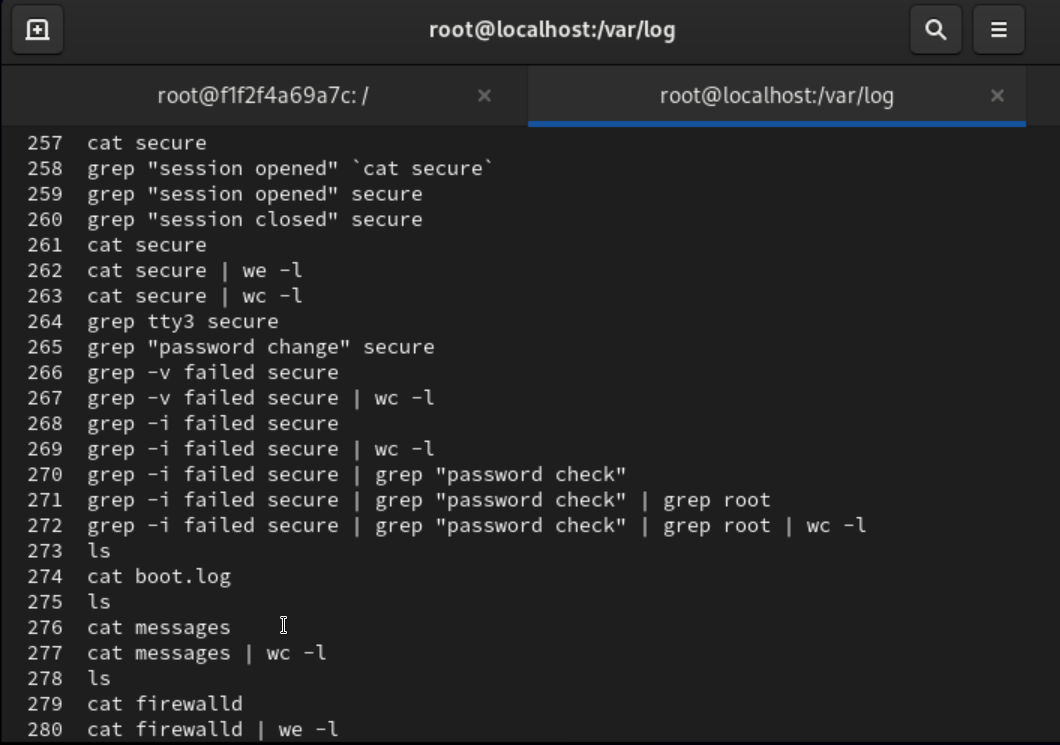 root@localhost:/var/log
root@f1f2f4a69a7c: /
root@localhost:/var/log
257 cat secure
258 grep "session opened" `cat secure`
259 grep "session opened" secure
260 grep "session closed" secure
261 cat secure
262 cat secure | we -l
263 cat secure | wc -l
264 grep tty3 secure
265 grep "password change" secure
266 grep -v failed secure
267 grep -v failed secure | wc -l
268 grep -i failed secure
269 grep -i failed secure | wc -l
270 grep -i failed secure | grep "password check"
271 grep -i failed secure | grep "password check" | grep root
272 grep -i failed secure | grep "password check" | grep root | wc -l
273 ls
274 cat boot.log
275 ls
276 cat messages
277 cat messages | wc -l
278 ls
279 cat firewalld
280 cat firewalld | we -l